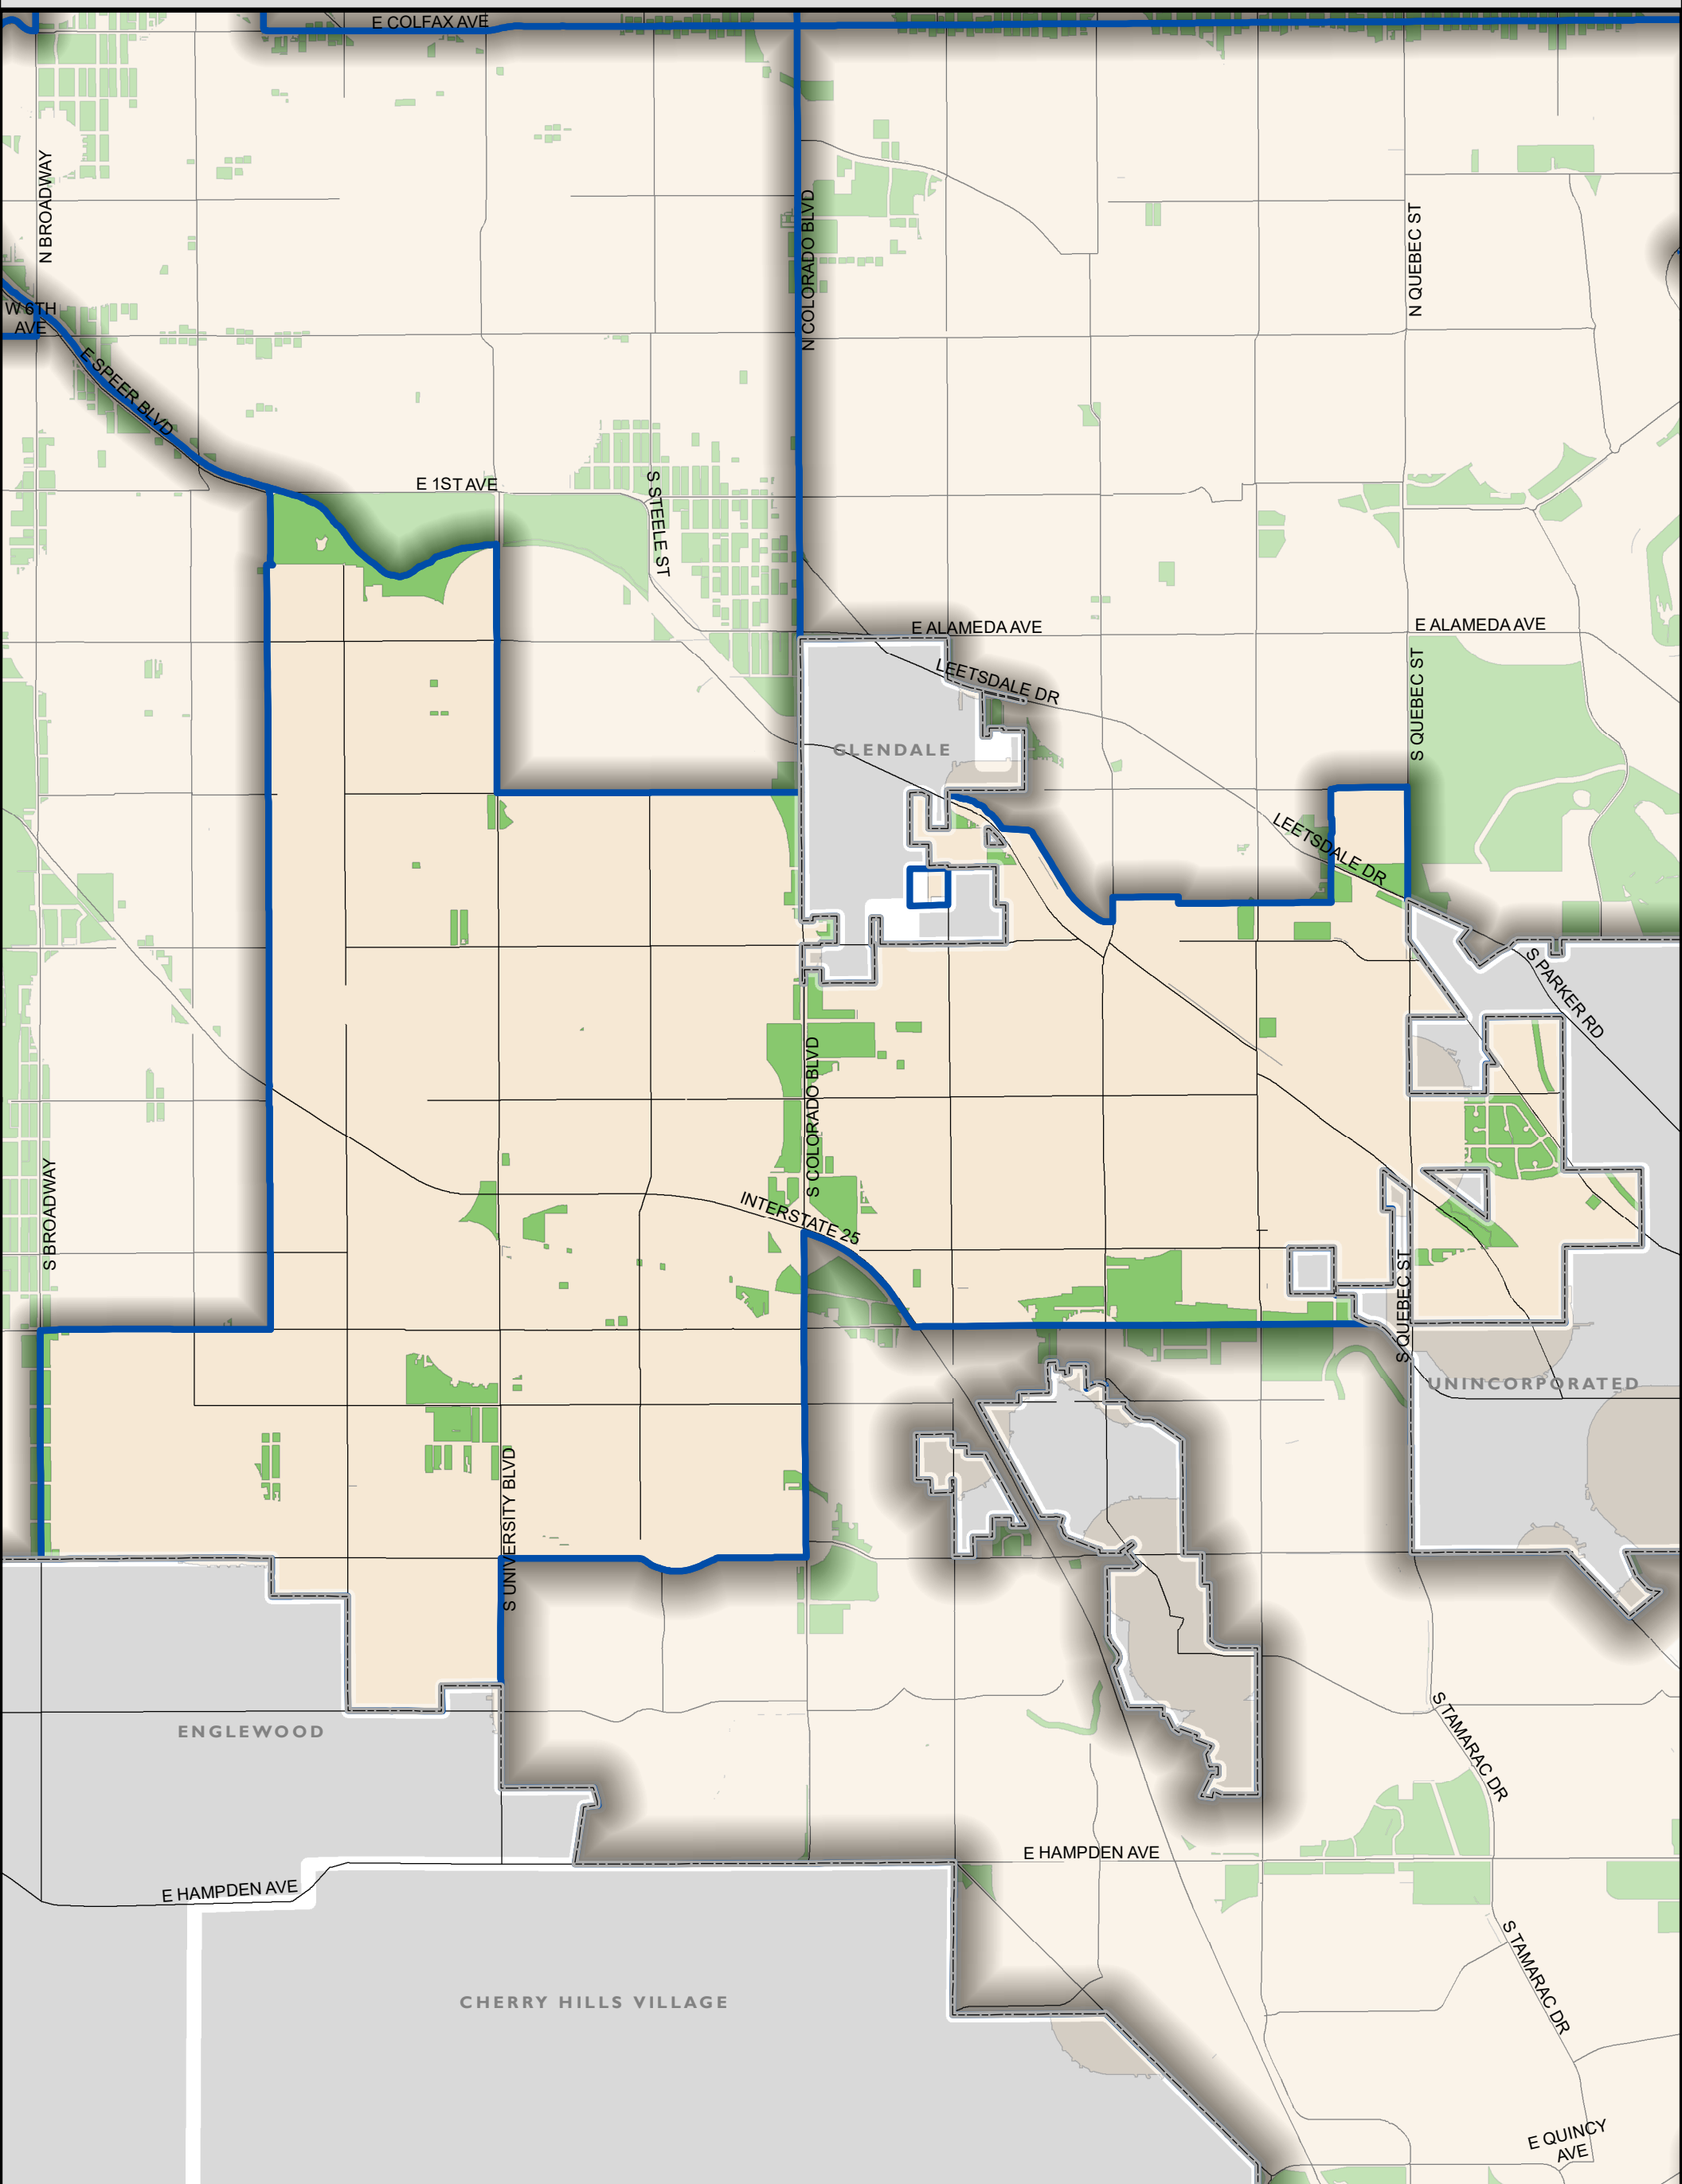 E COLFAX AVE
N BROADWAY
N COLORADO BLVD
N QUEBEC ST
W 6TH
AVE
E SPEER BLVD
E 1ST AVE
S STEELE ST
E ALAMEDA AVE
E ALAMEDA AVE
LEETSDALE DR
S QUEBEC ST
GLENDALE
LEETSDALE DR
S PARKER RD
S COLORADO BLVD
S BROADWAY
INTERSTATE 25
S QUEBEC ST
UNINCORPORATED
S UNIVERSITY BLVD
ENGLEWOOD
S TAMARAC DR
E HAMPDEN AVE
E HAMPDEN AVE
S TAMARAC DR
CHERRY HILLS VILLAGE
E QUINCY
AVE